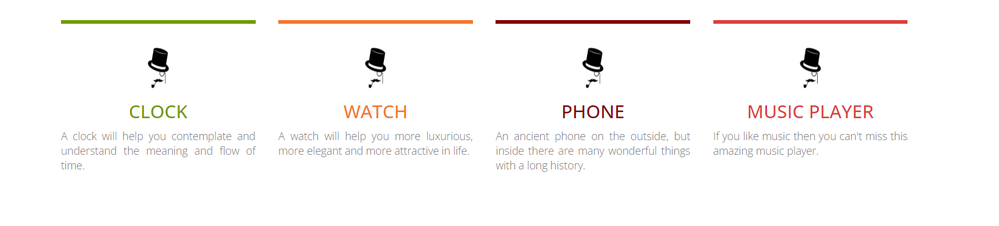 CLOCK
A clock will help you contemplate and
understand the meaning and flow of
time.
WATCH
A watch will help you more luxurious,
more elegant and more attractive in life.
PHONE
An ancient phone on the outside, but
inside there are many wonderful things
with a long history.
MUSIC PLAYER
If you like music then you can't miss this
amazing music player.